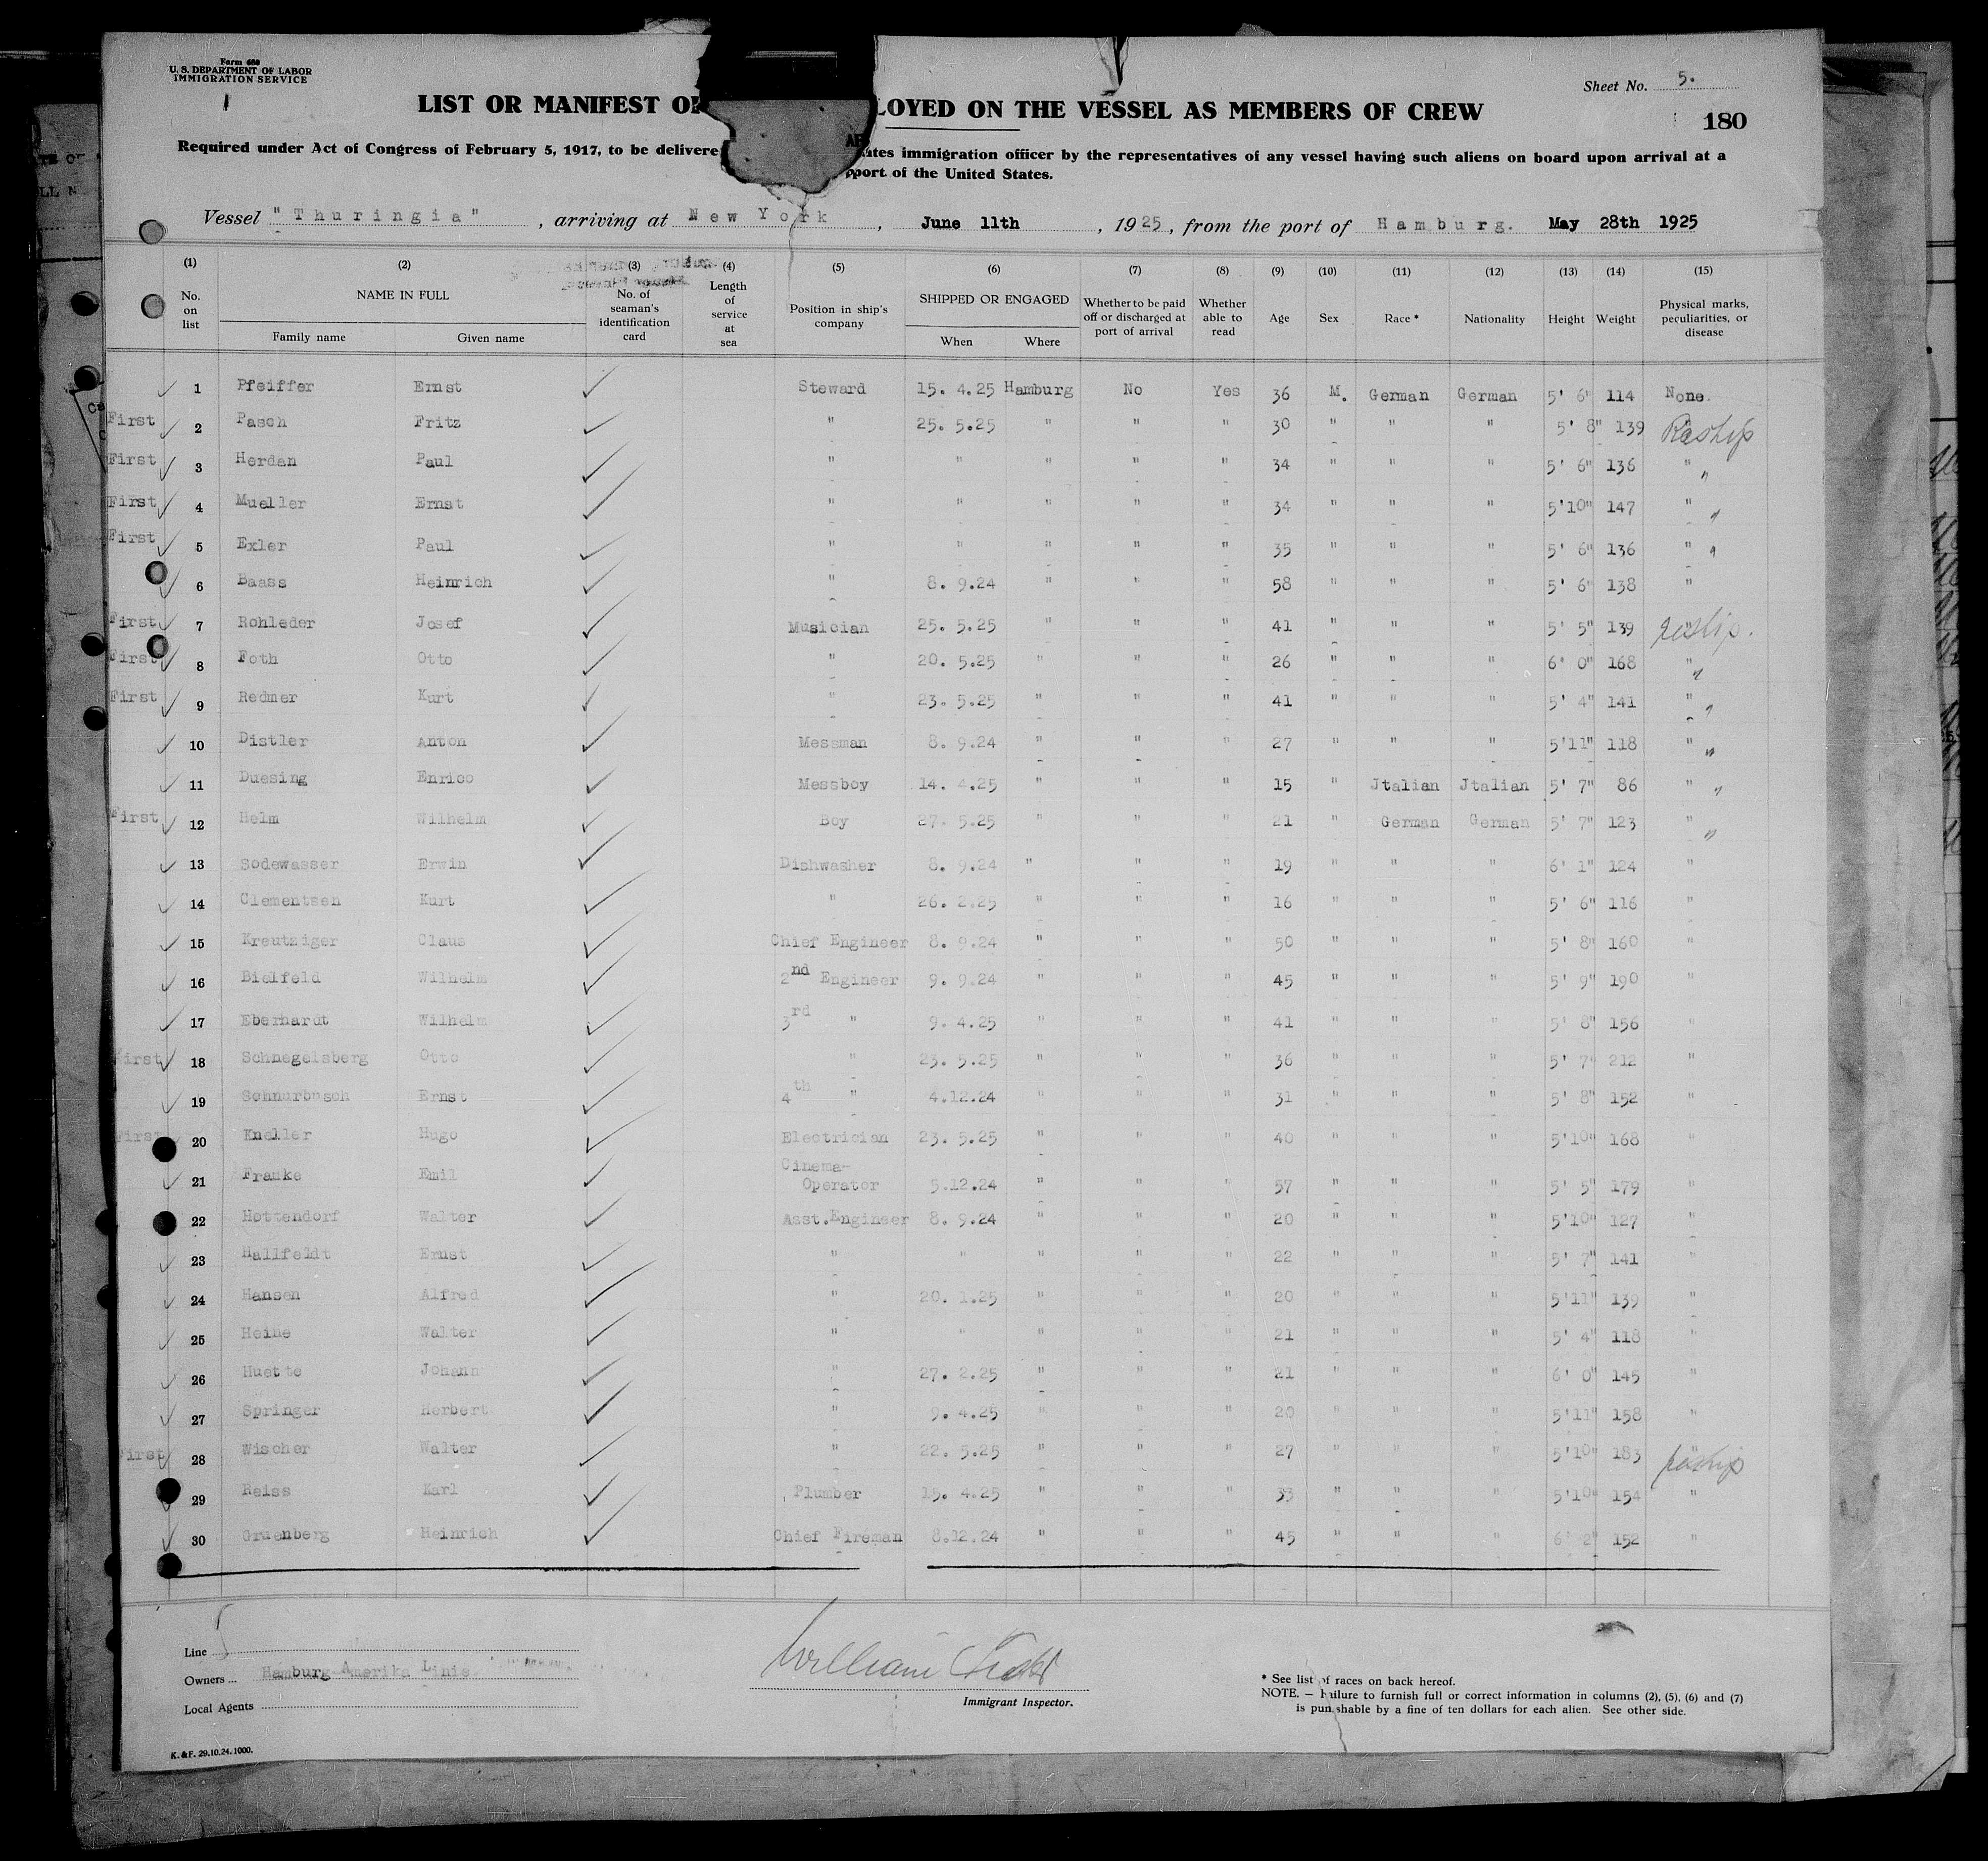 Form 680
U. S. DEPARTMENT OF LABOR
IMMIGRATION SERVICE
Sheet No. 5.
LIST OR MANIFEST OF LOYED ON THE VESSEL AS MEMBERS OF CREW
180
Required under Act of Congress of February 5, 1917, to be delivere ates immigration officer by the representatives of any vessel having such aliens on board upon arrival at a
port of the United States.
Vessel "Thuringia", arriving at New York, June 11th, 1925, from the port of Hamburg. May 28th 1925
(1) (2) (3) (4) (5) (6) (7) (8) (9) (10) (11) (12) (13) (14) (15)
No. on list NAME IN FULL Family name Given name No. of seaman's identification card Length of service at sea Position in ship's company SHIPPED OR ENGAGED When Where Whether to be paid off or discharged at port of arrival Whether able to read Age Sex Race * Nationality Height Weight Physical marks, peculiarities, or disease
1 Pfeiffer Ernst Steward 15. 4.25 Hamburg No Yes 36 M. German German 5' 6" 114 None.
First 2 Pasch Fritz " 25. 5.25 " " " 30 " " " 5' 8" 139 Reship
First 3 Herdan Paul " " " " " 34 " " " 5' 6" 136 " "
First 4 Mueller Ernst " " " " " 34 " " " 5'10" 147 " "
First 5 Exler Paul " " " " " 35 " " " 5' 6" 136 " "
6 Baass Heinrich " 8. 9.24 " " " 58 " " " 5' 6" 138 "
First 7 Rohleder Josef Musician 25. 5.25 " " " 41 " " " 5' 5" 139 reship.
First 8 Foth Otto " 20. 5.25 " " " 26 " " " 6' 0" 168 " "
First 9 Redmer Kurt " 23. 5.25 " " " 41 " " " 5' 4" 141 " "
10 Distler Anton Messman 8. 9.24 " " " 27 " " " 5'11" 118 " "
11 Duesing Enrico Messboy 14. 4.25 " " " 15 " Jtalian Jtalian 5' 7" 86 " "
First 12 Helm Wilhelm Boy 27. 5.25 " " " 21 " German German 5' 7" 123 " "
13 Sodewasser Erwin Dishwasher 8. 9.24 " " " 19 " " " 6' 1" 124 "
14 Clementsen Kurt " 26. 2.25 " " " 16 " " " 5' 6" 116 "
15 Kreutziger Claus Chief Engineer 8. 9.24 " " " 50 " " " 5' 8" 160 "
16 Bielfeld Wilhelm 2nd Engineer 9. 9.24 " " " 45 " " " 5' 9" 190 "
17 Eberhardt Wilhelm 3rd " 9. 4.25 " " " 41 " " " 5' 8" 156 "
First 18 Schnegelsberg Otto " 23. 5.25 " " " 36 " " " 5' 7" 212 "
19 Schnurbusch Ernst 4th " 4.12.24 " " " 31 " " " 5' 8" 152 "
First 20 Kneller Hugo Electrician 23. 5.25 " " " 40 " " " 5'10" 168 "
21 Franke Emil Cinema-Operator 5.12.24 " " " 57 " " " 5' 5" 179 "
22 Hottendorf Walter Asst.Engineer 8. 9.24 " " " 20 " " " 5'10" 127 "
23 Hallfeldt Ernst " " " " " 22 " " " 5' 7" 141 "
24 Hansen Alfred " 20. 1.25 " " " 20 " " " 5'11" 139 "
25 Heine Walter " " " " " 21 " " " 5' 4" 118 "
26 Huette Johann " 27. 2.25 " " " 21 " " " 6' 0" 145 "
27 Springer Herbert " 9. 4.25 " " " 20 " " " 5'11" 158 "
First 28 Wischer Walter " 22. 5.25 " " " 27 " " " 5'10" 183 reship
29 Reiss Karl Plumber 15. 4.25 " " " 33 " " " 5'10" 154 "
30 Gruenberg Heinrich Chief Fireman 8.12.24 " " " 45 " " " 6' 2" 152 "
Line
Owners Hamburg-Amerika Linie
Local Agents
William
Immigrant Inspector.
* See list of races on back hereof.
NOTE. — Failure to furnish full or correct information in columns (2), (5), (6) and (7)
is punishable by a fine of ten dollars for each alien. See other side.
K. & F. 29.10.24. 1000.